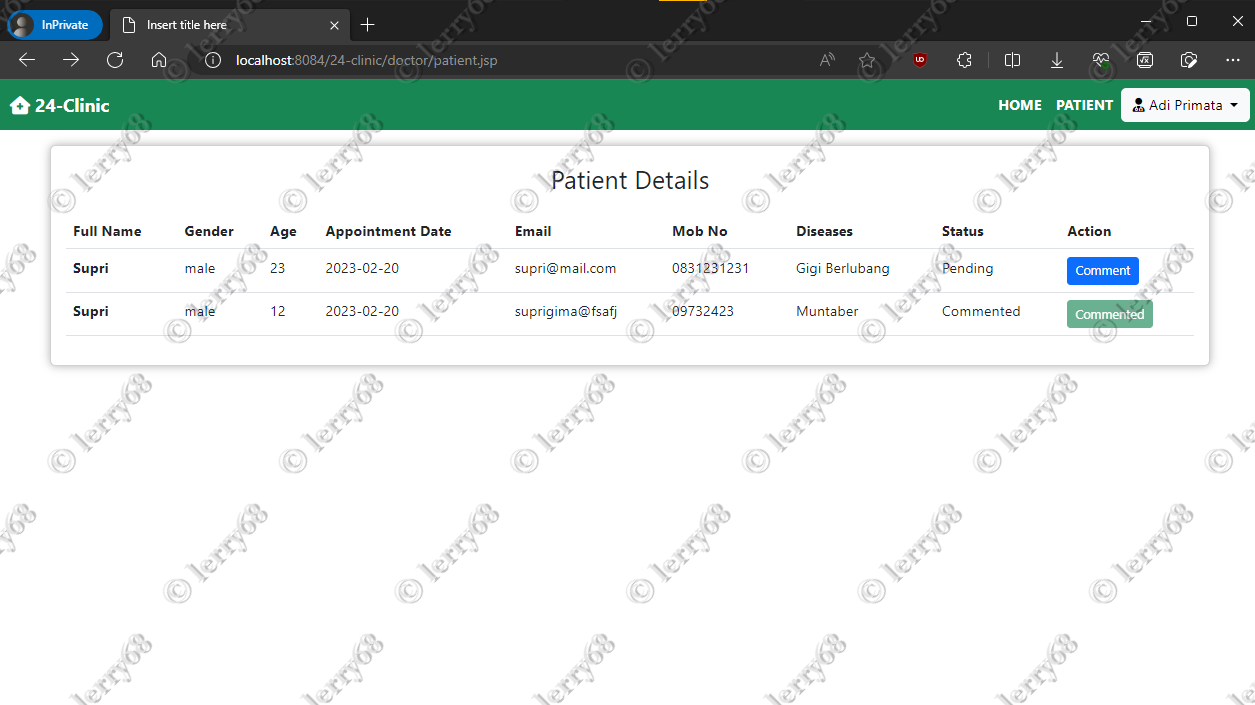 InPrivate
Insert title here
localhost:8084/24-clinic/doctor/patient.jsp
24-Clinic
HOME PATIENT Adi Primata
Patient Details
Full Name Gender Age Appointment Date Email Mob No Diseases Status Action
Supri male 23 2023-02-20 supri@mail.com 0831231231 Gigi Berlubang Pending Comment
Supri male 12 2023-02-20 suprigima@fsafj 09732423 Muntaber Commented Commented
© lerry68